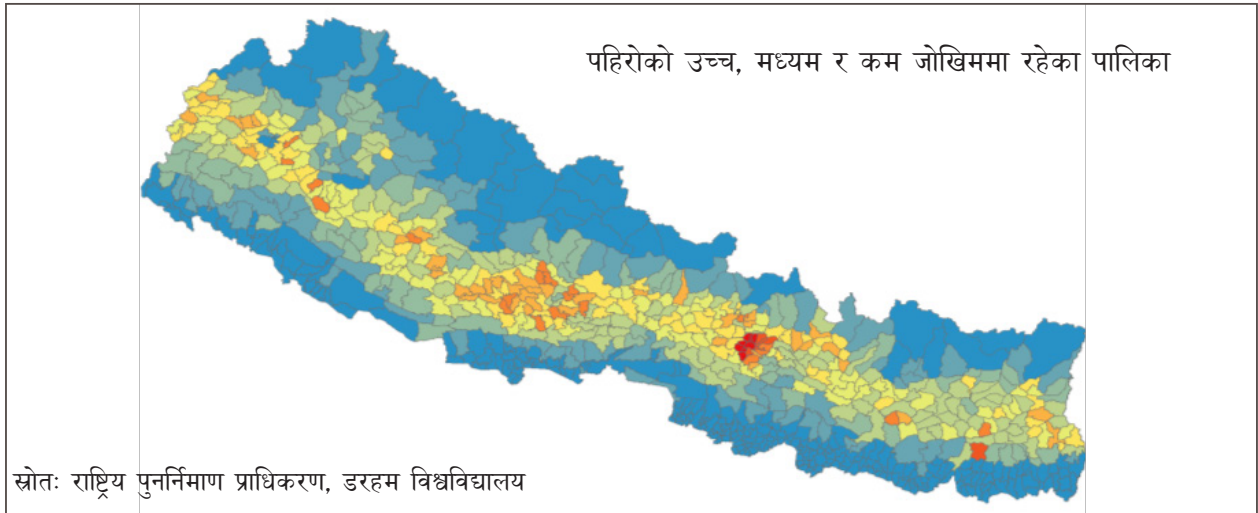 पहिरोको उच्च, मध्यम र कम जोखिममा रहेका पालिका
स्रोतः राष्ट्रिय पुनर्निमाण प्राधिकरण, डरहम विश्वविद्यालय